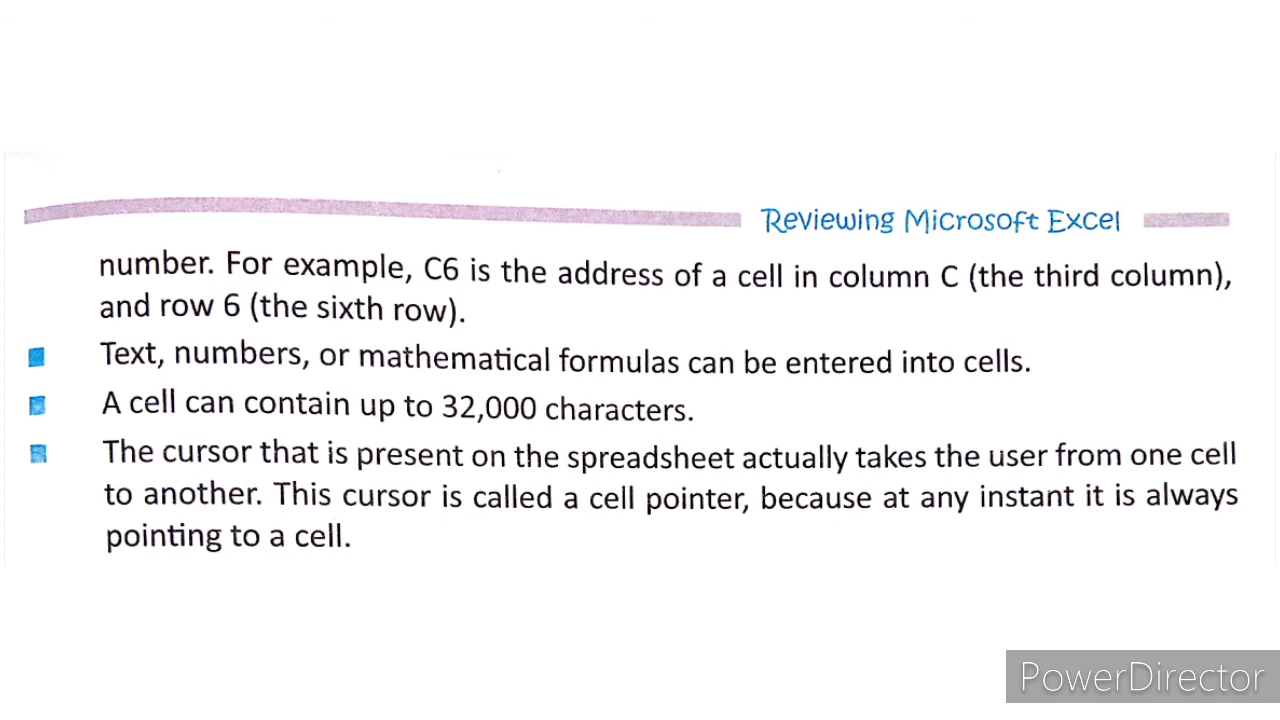 Reviewing Microsoft Excel
number. For example, C6 is the address of a cell in column C (the third column),
and row 6 (the sixth row).
Text, numbers, or mathematical formulas can be entered into cells.
A cell can contain up to 32,000 characters.
The cursor that is present on the spreadsheet actually takes the user from one cell
to another. This cursor is called a cell pointer, because at any instant it is always
pointing to a cell.
PowerDirector